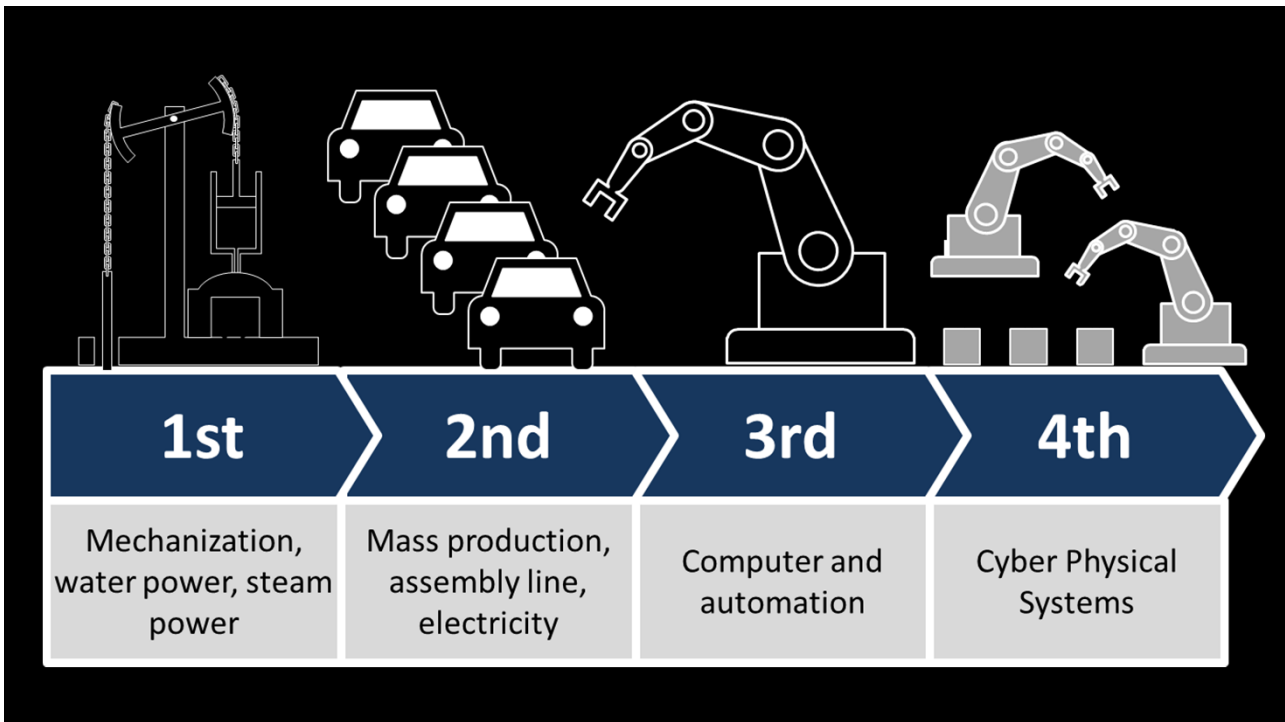 1st
2nd
3rd
4th
Mechanization,
water power, steam
power
Mass production,
assembly line,
electricity
Computer and
automation
Cyber Physical
Systems